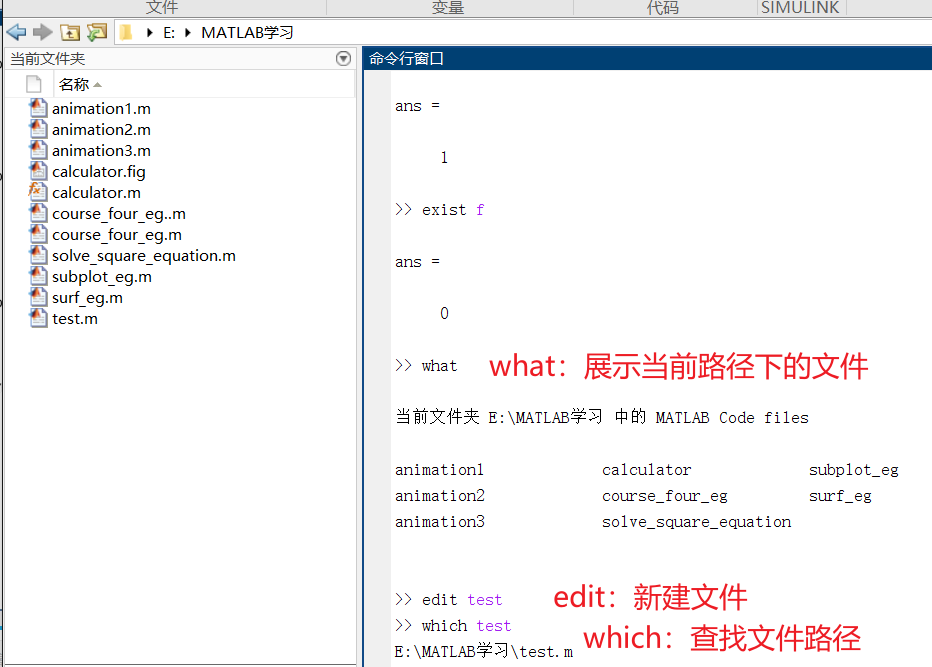 文件 变量 代码 SIMULINK
E: MATLAB学习
当前文件夹
名称
animation1.m
animation2.m
animation3.m
calculator.fig
calculator.m
course_four_eg..m
course_four_eg.m
solve_square_equation.m
subplot_eg.m
surf_eg.m
test.m
命令行窗口
ans =
1
>> exist f
ans =
0
>> what what：展示当前路径下的文件
当前文件夹 E:\MATLAB学习 中的 MATLAB Code files
animation1 calculator subplot_eg
animation2 course_four_eg surf_eg
animation3 solve_square_equation
>> edit test edit：新建文件
>> which test which：查找文件路径
E:\MATLAB学习\test.m